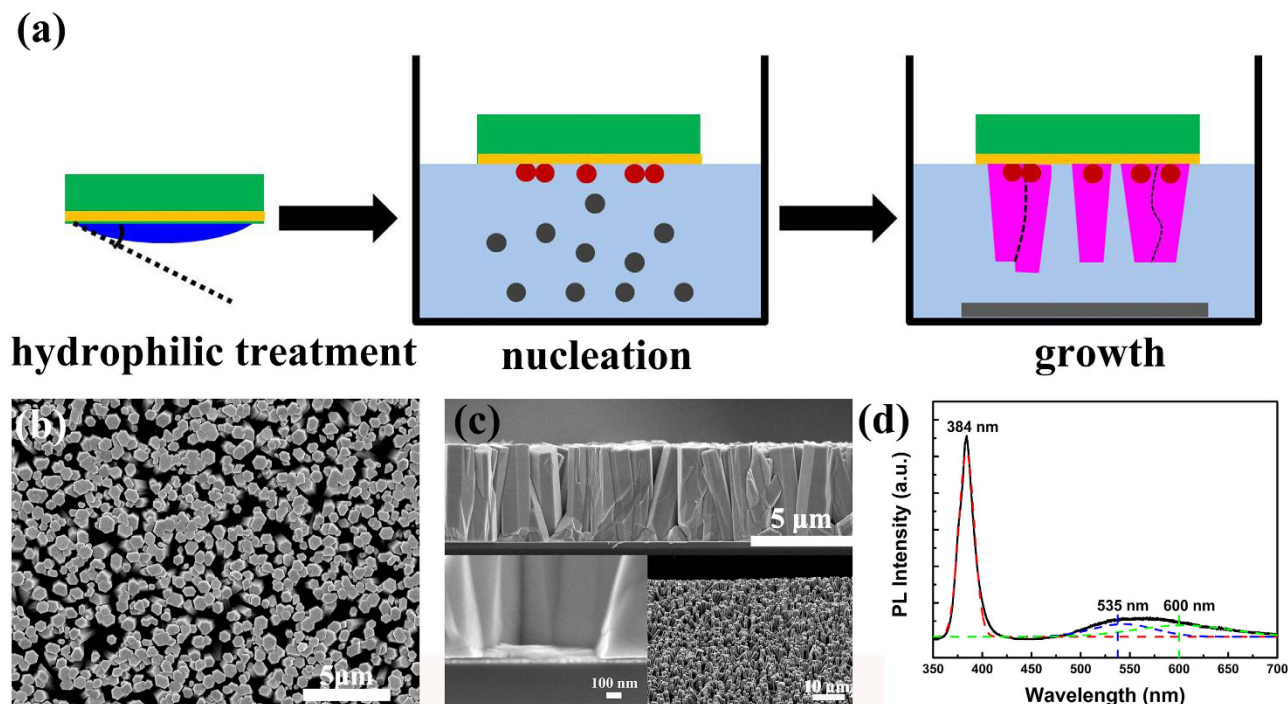 (a)
hydrophilic treatment
nucleation
growth
(b)
5μm
(c)
5 μm
100 nm
10 μm
(d)
384 nm
535 nm
600 nm
PL Intensity (a.u.)
350 400 450 500 550 600 650 700
Wavelength (nm)